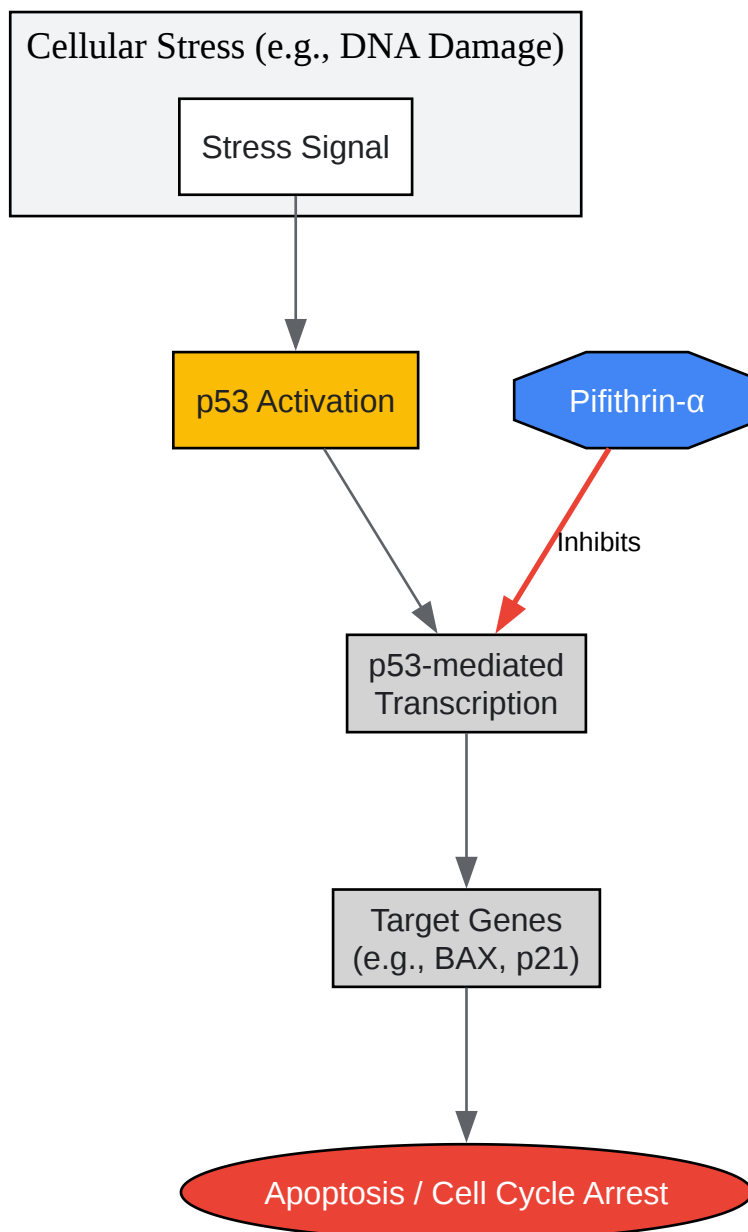 Cellular Stress (e.g., DNA Damage)
Stress Signal
p53 Activation
Pifithrin-α
Inhibits
p53-mediated
Transcription
Target Genes
(e.g., BAX, p21)
Apoptosis / Cell Cycle Arrest